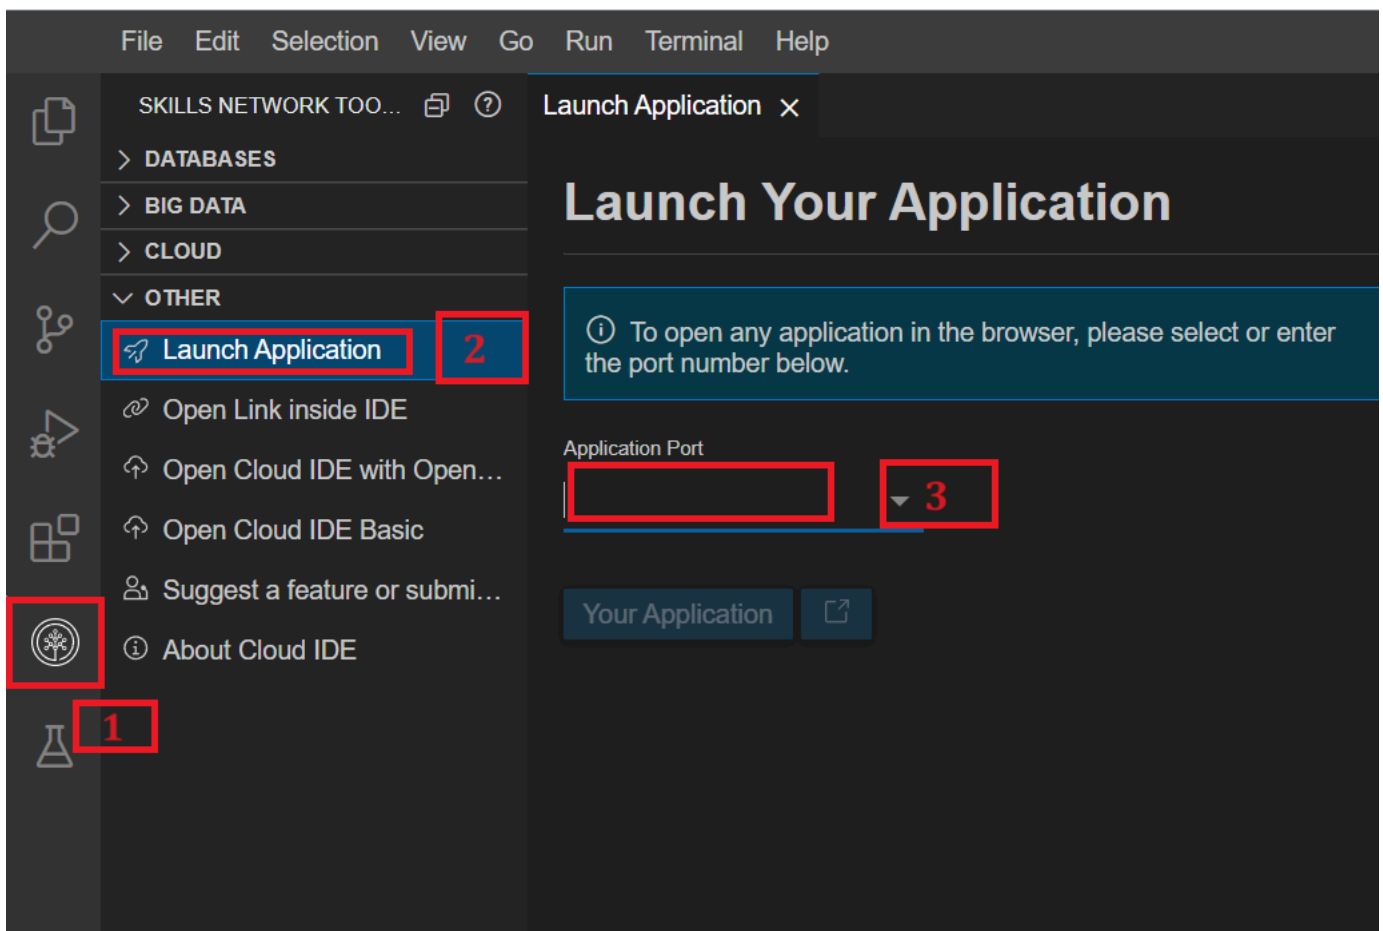 File Edit Selection View Go Run Terminal Help
SKILLS NETWORK TOO...
Launch Application
DATABASES
BIG DATA
CLOUD
OTHER
Launch Application
2
Open Link inside IDE
Open Cloud IDE with Open...
Open Cloud IDE Basic
Suggest a feature or submi...
About Cloud IDE
1
Launch Your Application
To open any application in the browser, please select or enter
the port number below.
Application Port
3
Your Application